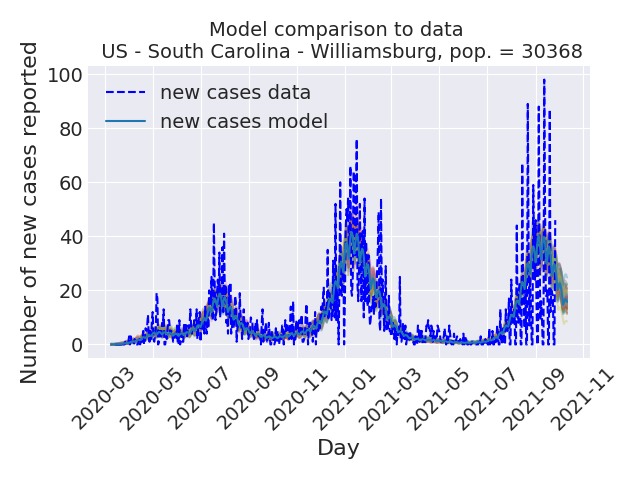 Model comparison to data
US - South Carolina - Williamsburg, pop. = 30368
Number of new cases reported
100
80
60
40
20
0
new cases data
new cases model
2020-03
2020-05
2020-07
2020-09
2020-11
2021-01
2021-03
2021-05
2021-07
2021-09
2021-11
Day